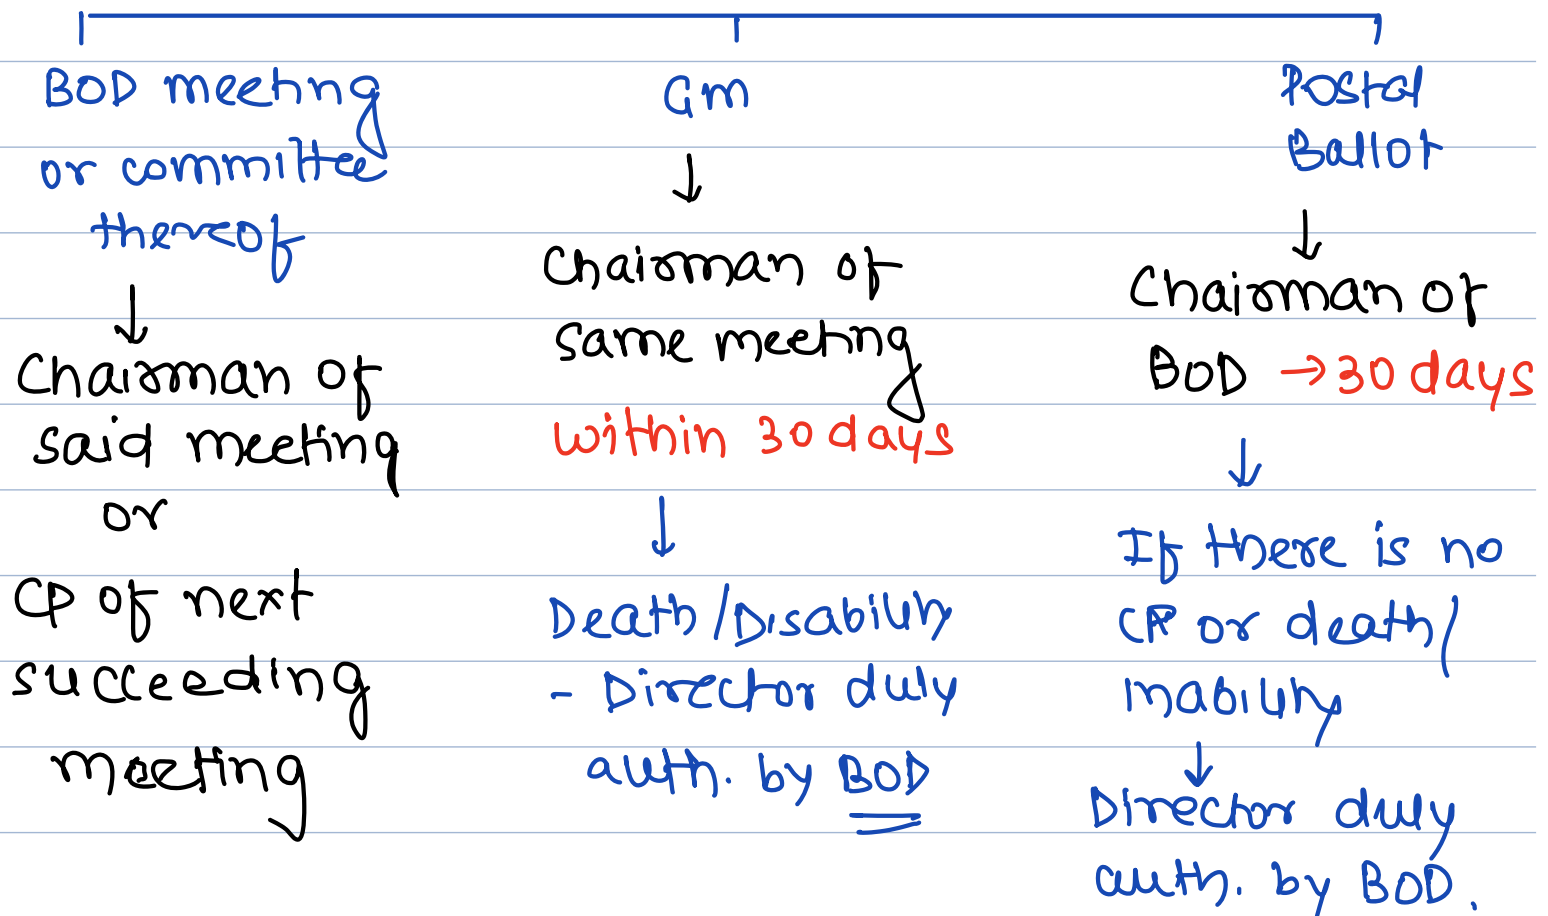 BOD meeting
or committee
thereof
↓
Chairman of
said meeting
or
CP of next
succeeding
meeting
GM
↓
Chairman of
same meeting
within 30 days
↓
Death/Disability
- Director duly
auth. by BOD
Postal
Ballot
↓
Chairman of
BOD → 30 days
↓
If there is no
CP or death/
inability
↓
Director duly
auth. by BOD.